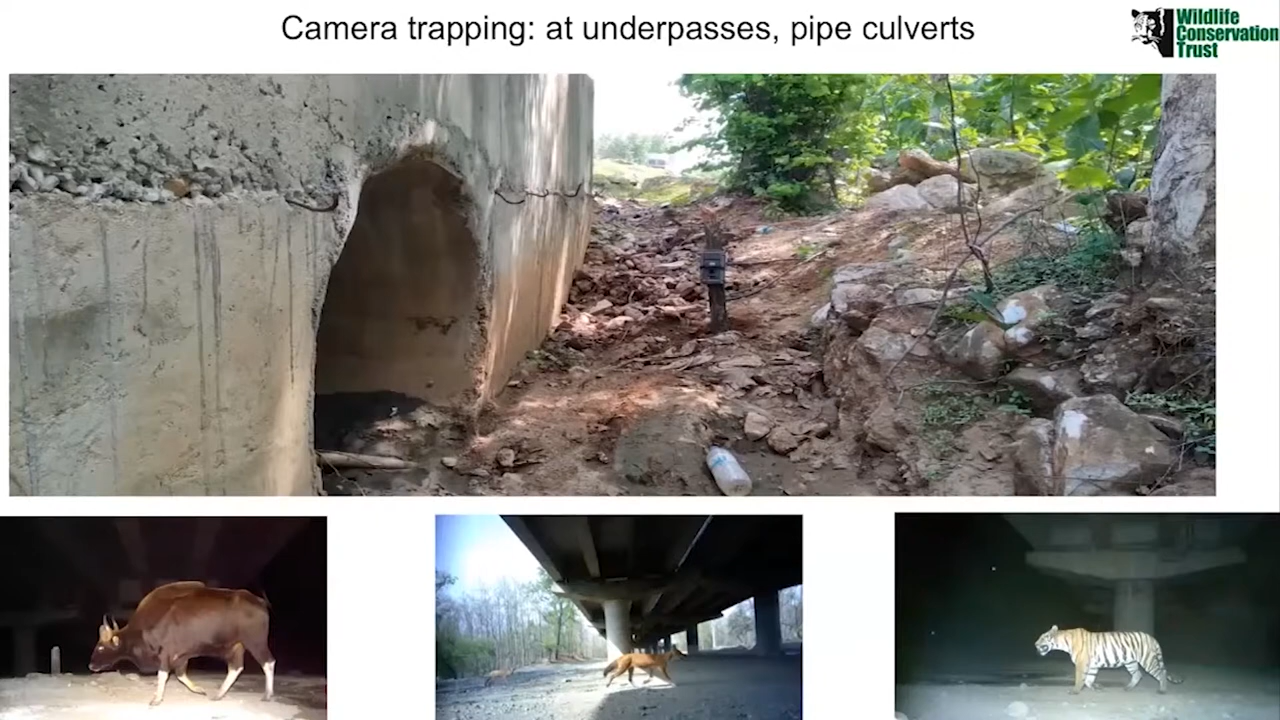 Camera trapping: at underpasses, pipe culverts
Wildlife
Conservation
Trust